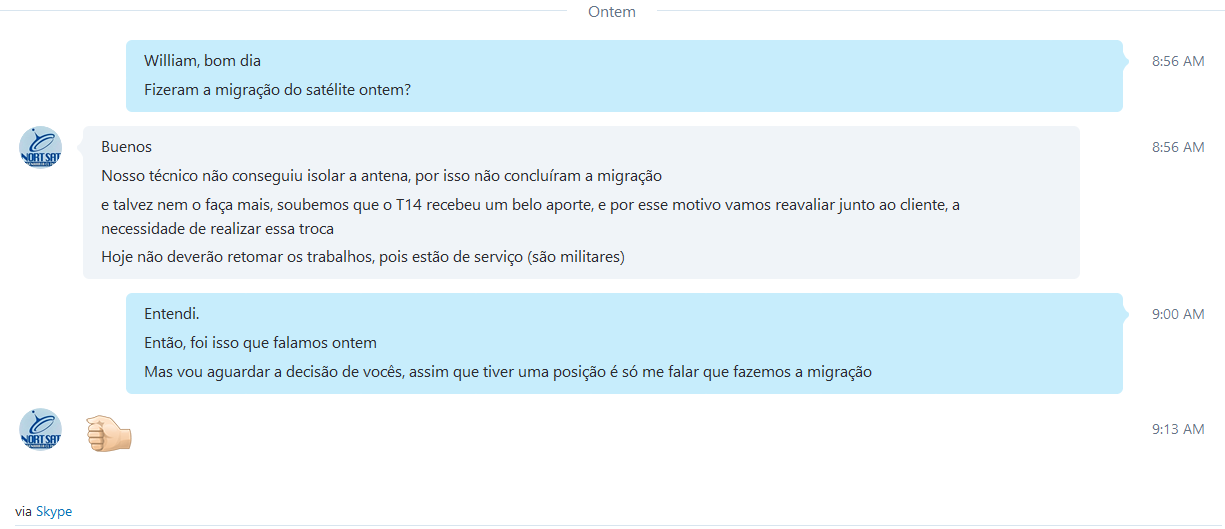 Ontem
William, bom dia
8:56 AM
Fizeram a migração do satélite ontem?
Buenos
8:56 AM
Nosso técnico não conseguiu isolar a antena, por isso não concluíram a migração
e talvez nem o faça mais, soubemos que o T14 recebeu um belo aporte, e por esse motivo vamos reavaliar junto ao cliente, a
necessidade de realizar essa troca
Hoje não deverão retomar os trabalhos, pois estão de serviço (são militares)
Entendi.
9:00 AM
Então, foi isso que falamos ontem
Mas vou aguardar a decisão de vocês, assim que tiver uma posição é só me falar que fazemos a migração
NORTSAT
9:13 AM
via Skype